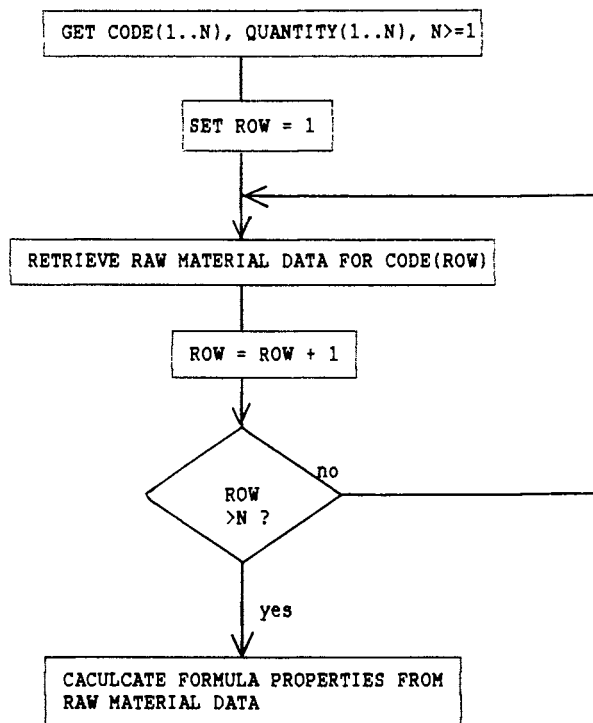 GET CODE(1..N), QUANTITY(1..N), N>=1
SET ROW = 1
RETRIEVE RAW MATERIAL DATA FOR CODE(ROW)
ROW = ROW + 1
no
ROW
>N ?
yes
CACULCATE FORMULA PROPERTIES FROM
RAW MATERIAL DATA